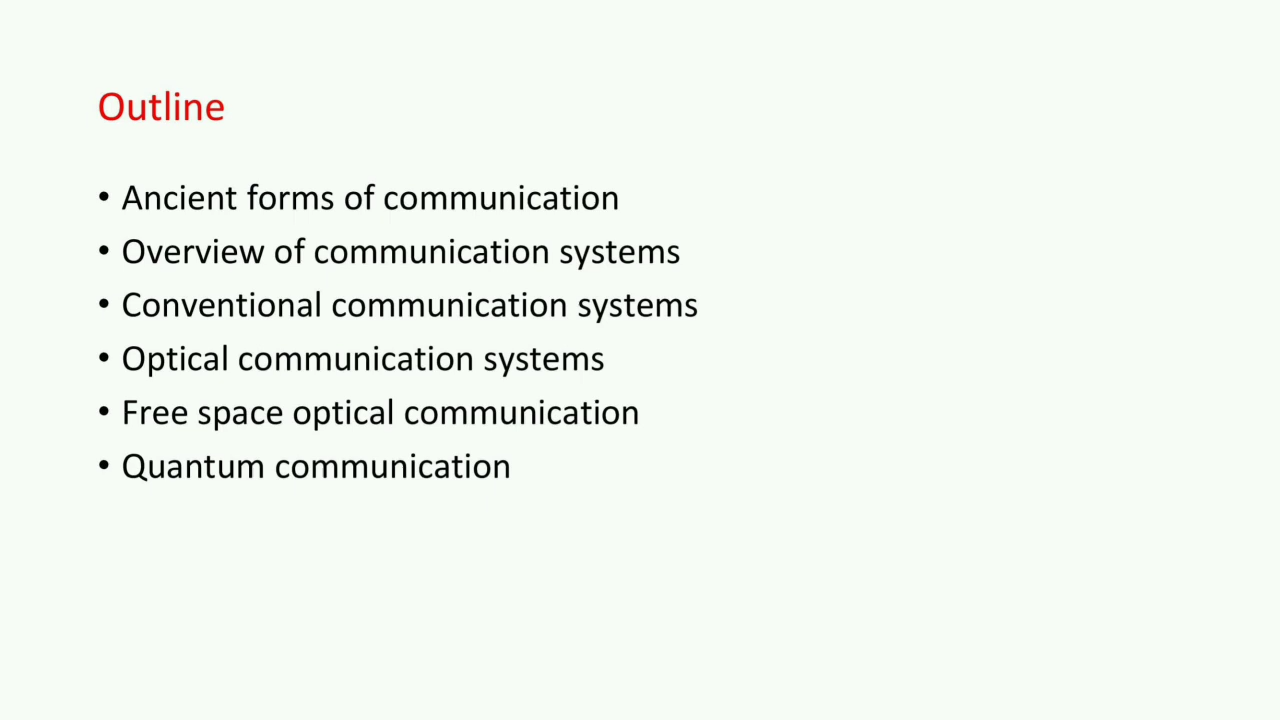 Outline
• Ancient forms of communication
• Overview of communication systems
• Conventional communication systems
• Optical communication systems
• Free space optical communication
• Quantum communication